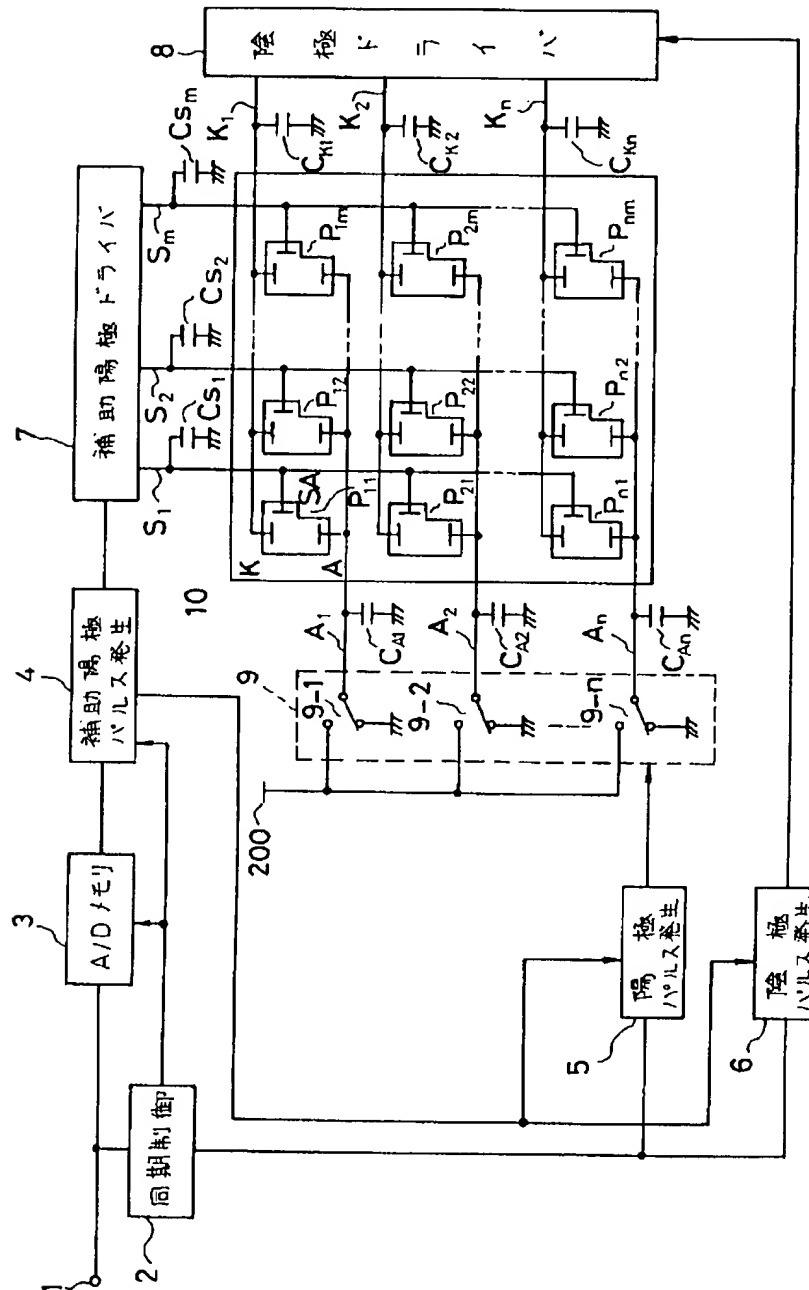 1
2
同期制御
3
A/Dメモリ
4
補助陽極
パルス発生
7
補助陽極ドライバ
8
陰極ドライバ
5
陽極
パルス発生
6
陰極
パルス発生
9
9-1
9-2
9-n
200
10
S1
S2
Sm
Cs1
Cs2
Csm
K1
K2
Kn
CK1
CK2
CKn
A1
A2
An
CA1
CA2
CAn
K
SA
A
P11
P12
P1m
P21
P22
P2m
Pn1
Pn2
Pnm